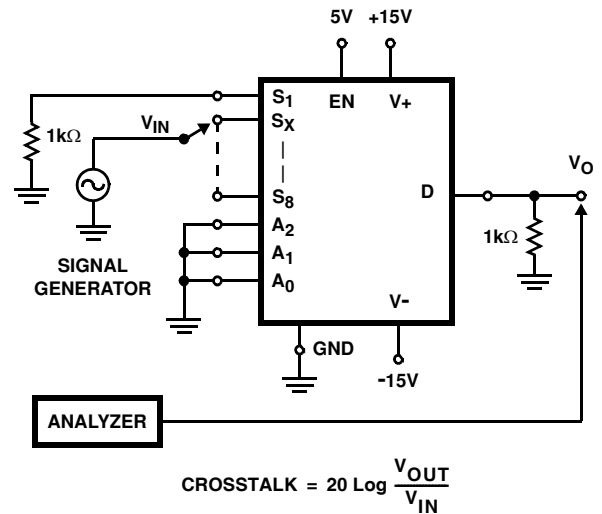 5V +15V
S1 EN V+
VIN SX
1kΩ
VO
S8 D
A2
1kΩ
SIGNAL
GENERATOR
A1
A0
V-
GND
-15V
ANALYZER
CROSSTALK = 20 Log VOUT
VIN